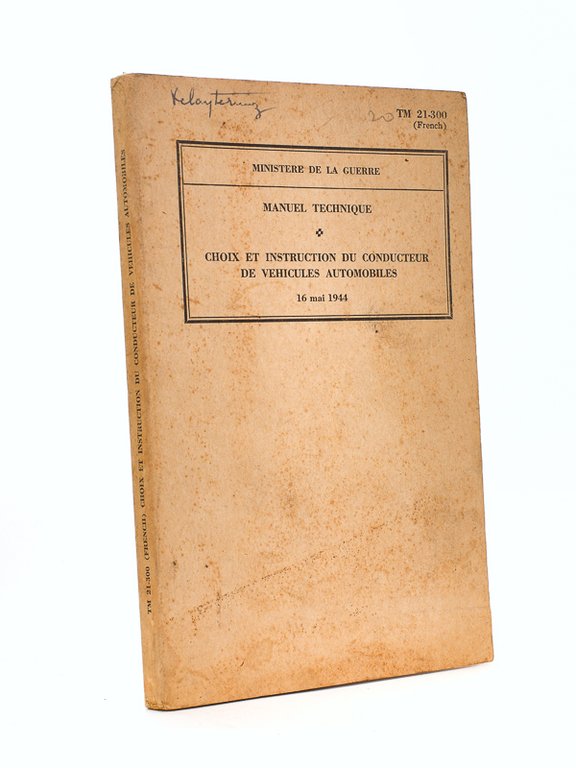 20
TM 21-300
(French)
MINISTERE DE LA GUERRE
MANUEL TECHNIQUE
CHOIX ET INSTRUCTION DU CONDUCTEUR
DE VEHICULES AUTOMOBILES
16 mai 1944
TM 21-300 (FRENCH) CHOIX ET INSTRUCTION DU CONDUCTEUR DE VEHICULES AUTOMOBILES